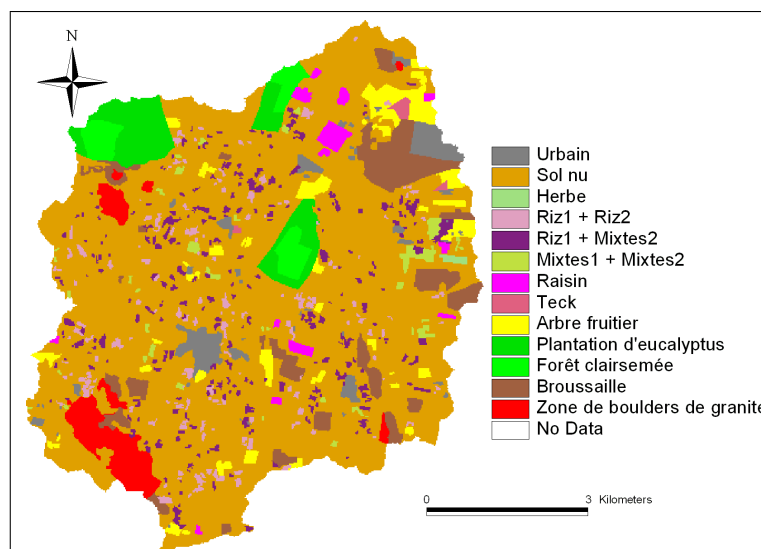 N
Urbain
Sol nu
Herbe
Riz1 + Riz2
Riz1 + Mixtes2
Mixtes1 + Mixtes2
Raisin
Teck
Arbre fruitier
Plantation d'eucalyptus
Forêt clairsemée
Broussaille
Zone de boulders de granite
No Data
0 3 Kilometers